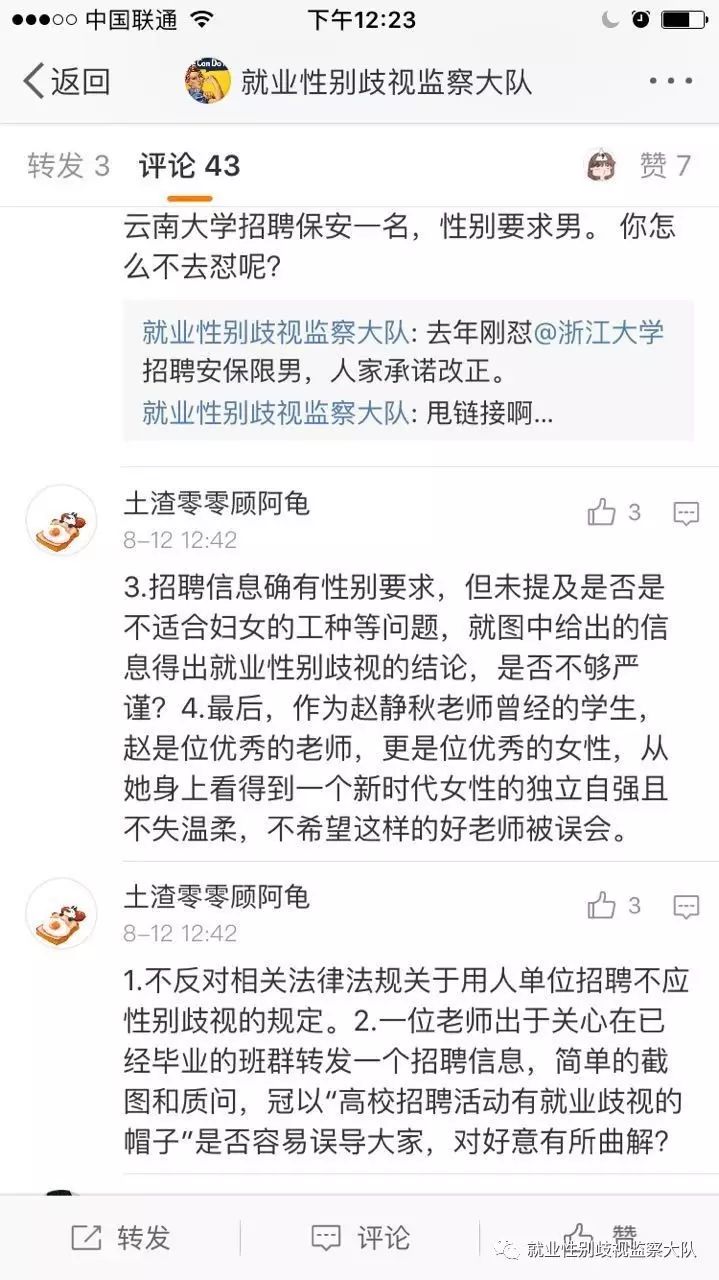 中国联通
下午12:23
返回
Can Do
就业性别歧视监察大队
转发 3
评论 43
赞 7
云南大学招聘保安一名，性别要求男。 你怎
么不去怼呢?
就业性别歧视监察大队: 去年刚怼@浙江大学
招聘安保限男，人家承诺改正。
就业性别歧视监察大队: 甩链接啊...
土渣零零顾阿龟
3
8-12 12:42
3.招聘信息确有性别要求，但未提及是否是
不适合妇女的工种等问题，就图中给出的信
息得出就业性别歧视的结论，是否不够严
谨？4.最后，作为赵静秋老师曾经的学生，
赵是位优秀的老师，更是位优秀的女性，从
她身上看得到一个新时代女性的独立自强且
不失温柔，不希望这样的好老师被误会。
土渣零零顾阿龟
3
8-12 12:42
1.不反对相关法律法规关于用人单位招聘不应
性别歧视的规定。2.一位老师出于关心在已
经毕业的班群转发一个招聘信息，简单的截
图和质问，冠以“高校招聘活动有就业歧视的
帽子”是否容易误导大家，对好意有所曲解?
转发
评论
赞
就业性别歧视监察大队